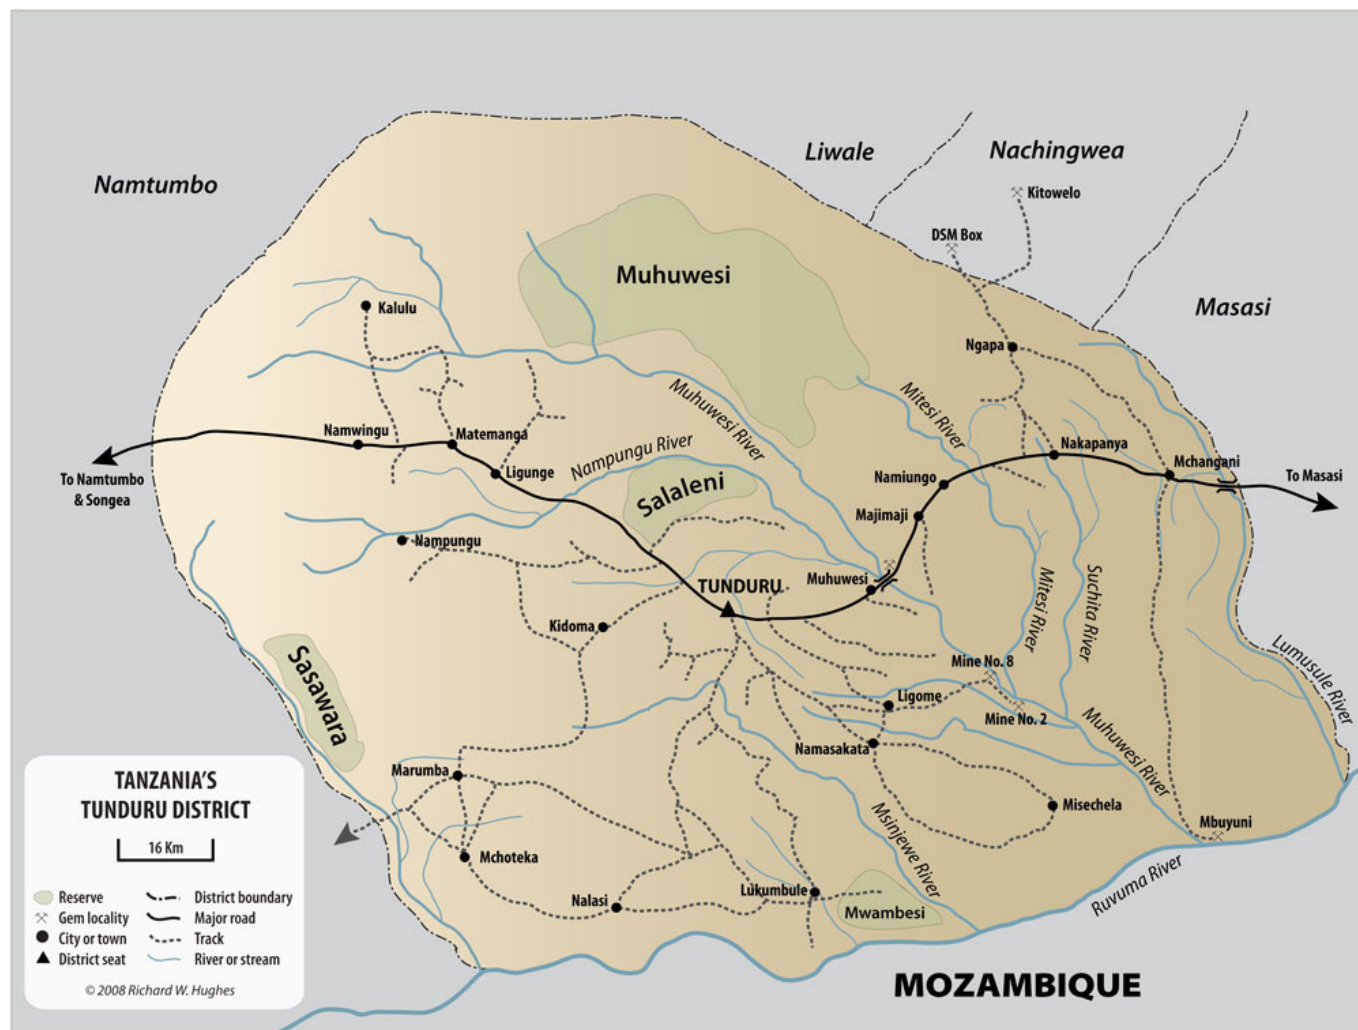 Namtumbo
Liwale
Nachingwea
Kitowelo
DSM Box
Muhuwesi
Masasi
Kalulu
Ngapa
Muhuwesi River
Mitesi River
Namwingu
Matemanga
Nampungu River
Nakapanya
Mchangani
To Namtumbo
& Songea
Ligunge
Salaleni
Namiungo
To Masasi
Majimaji
Nampungu
Muhuwesi
TUNDURU
Mitesi River
Suchita River
Kidoma
Sasawara
Mine No. 8
Lumusule River
Ligome
Mine No. 2
Namasakata
Muhuwesi River
Marumba
Misechela
Mbuyuni
Msinjewe River
Mchoteka
Ruvuma River
Lukumbule
Nalasi
Mwambesi
MOZAMBIQUE
TANZANIA'S
TUNDURU DISTRICT
16 Km
Reserve
District boundary
Gem locality
Major road
City or town
Track
District seat
River or stream
© 2008 Richard W. Hughes